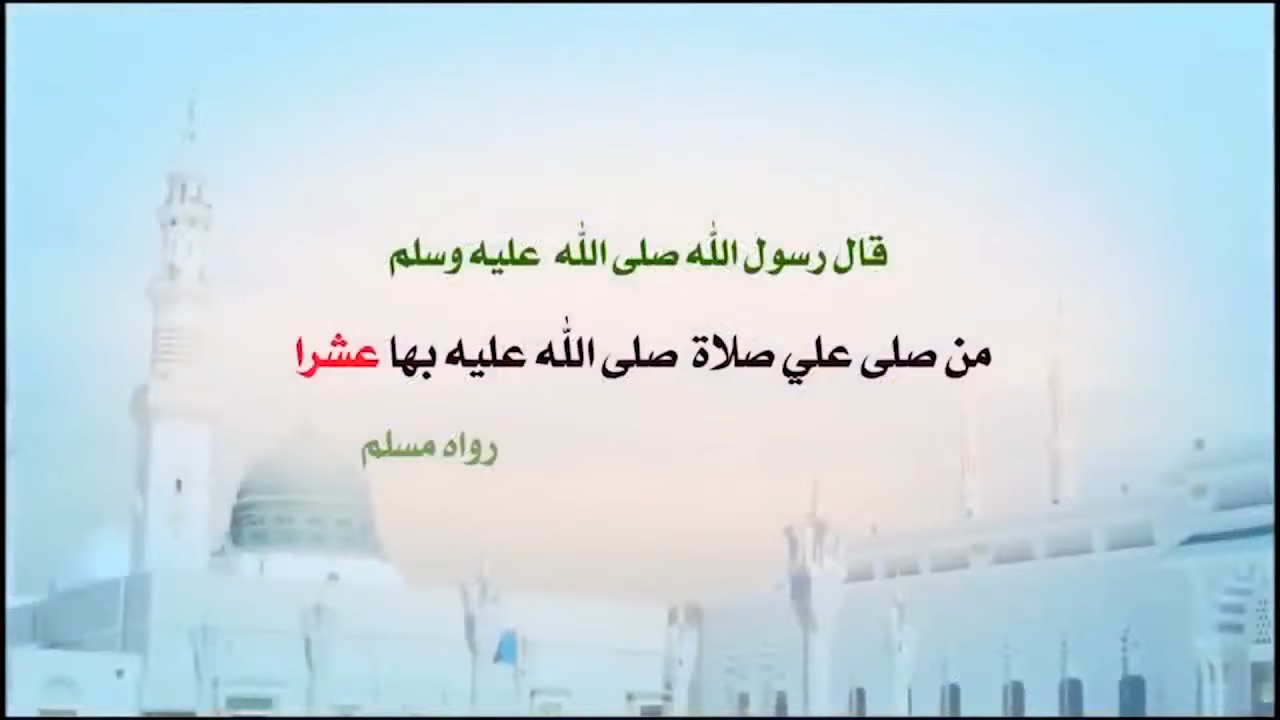 قال رسول الله صلى الله عليه وسلم
من صلى علي صلاة صلى الله عليه بها عشرا
رواه مسلم